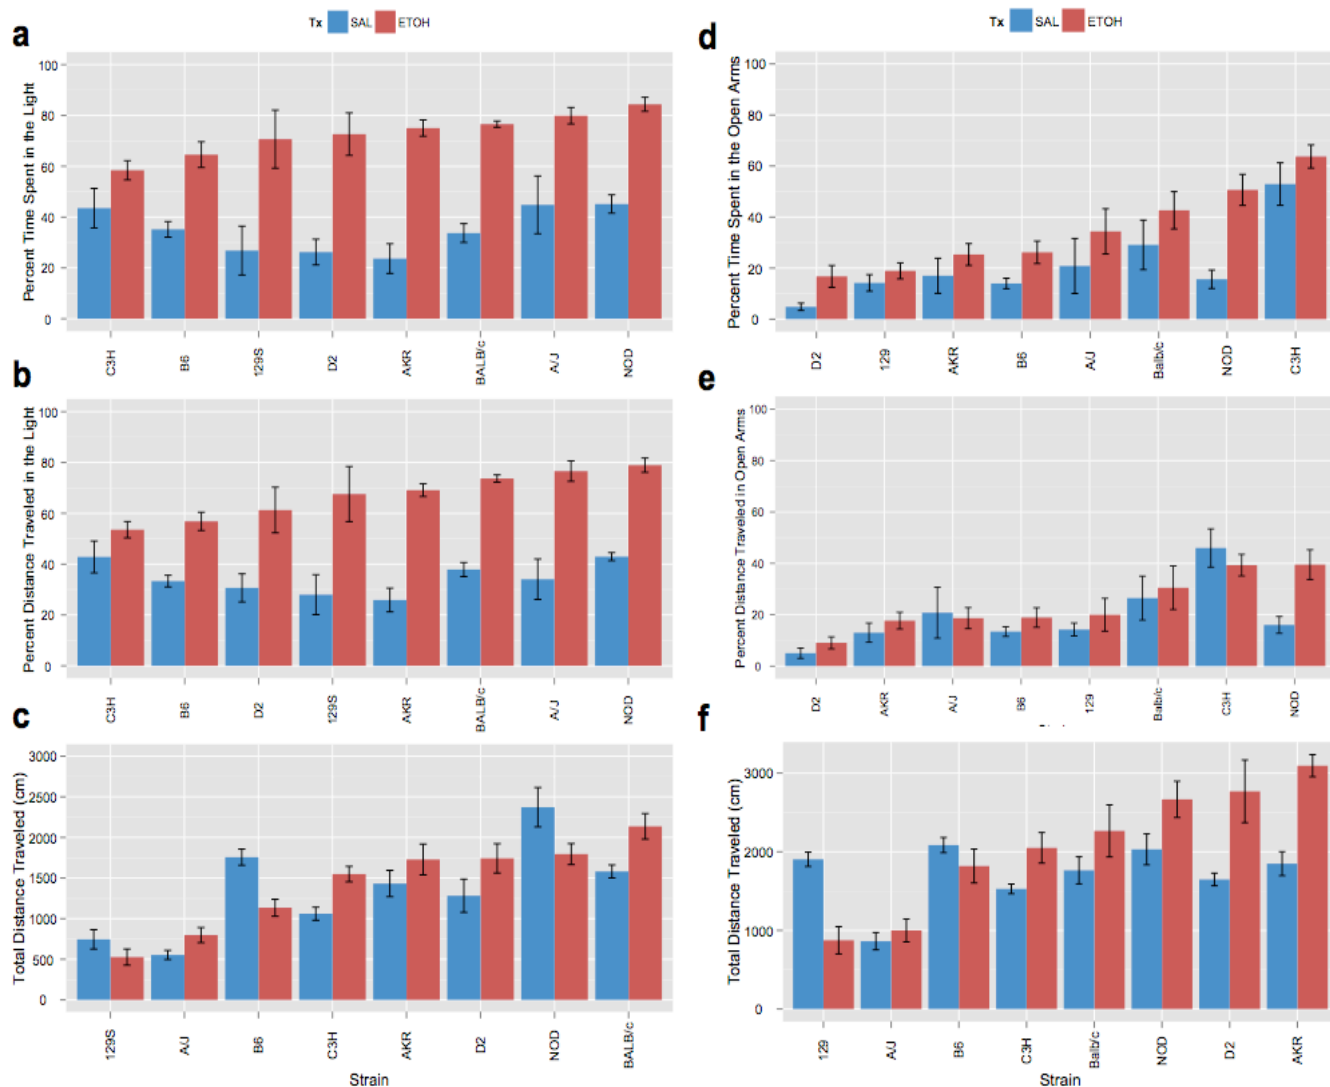 Tx SAL ETOH
a
Percent Time Spent in the Light
100
80
60
40
20
0
C3H B6 129S D2 AKR BALB/c A/J NOD
b
Percent Distance Traveled in the Light
100
80
60
40
20
0
C3H B6 D2 129S AKR BALB/c A/J NOD
c
Total Distance Traveled (cm)
3000
2500
2000
1500
1000
500
0
129S A/J B6 C3H AKR D2 NOD BALB/c
Strain
Tx SAL ETOH
d
Percent Time Spent in the Open Arms
100
80
60
40
20
0
D2 129 AKR B6 A/J Balb/c NOD C3H
e
Percent Distance Traveled in Open Arms
100
80
60
40
20
0
D2 AKR A/J B6 129 Balb/c C3H NOD
f
Total Distance Traveled (cm)
3000
2000
1000
0
129 A/J B6 C3H Balb/c NOD D2 AKR
Strain